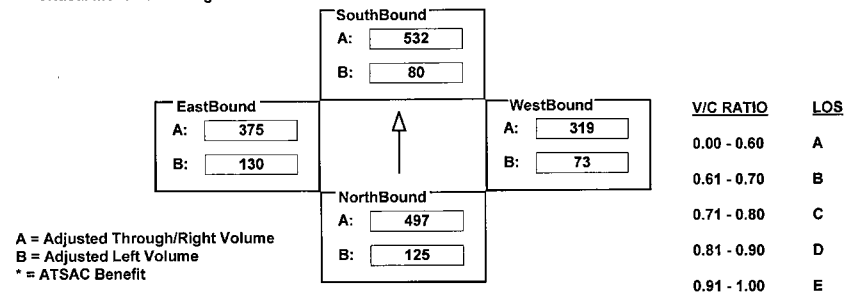 SouthBound
A: 532
B: 80
EastBound
A: 375
B: 130
WestBound
A: 319
B: 73
NorthBound
A: 497
B: 125
A = Adjusted Through/Right Volume
B = Adjusted Left Volume
* = ATSAC Benefit
V/C RATIO LOS
0.00 - 0.60 A
0.61 - 0.70 B
0.71 - 0.80 C
0.81 - 0.90 D
0.91 - 1.00 E